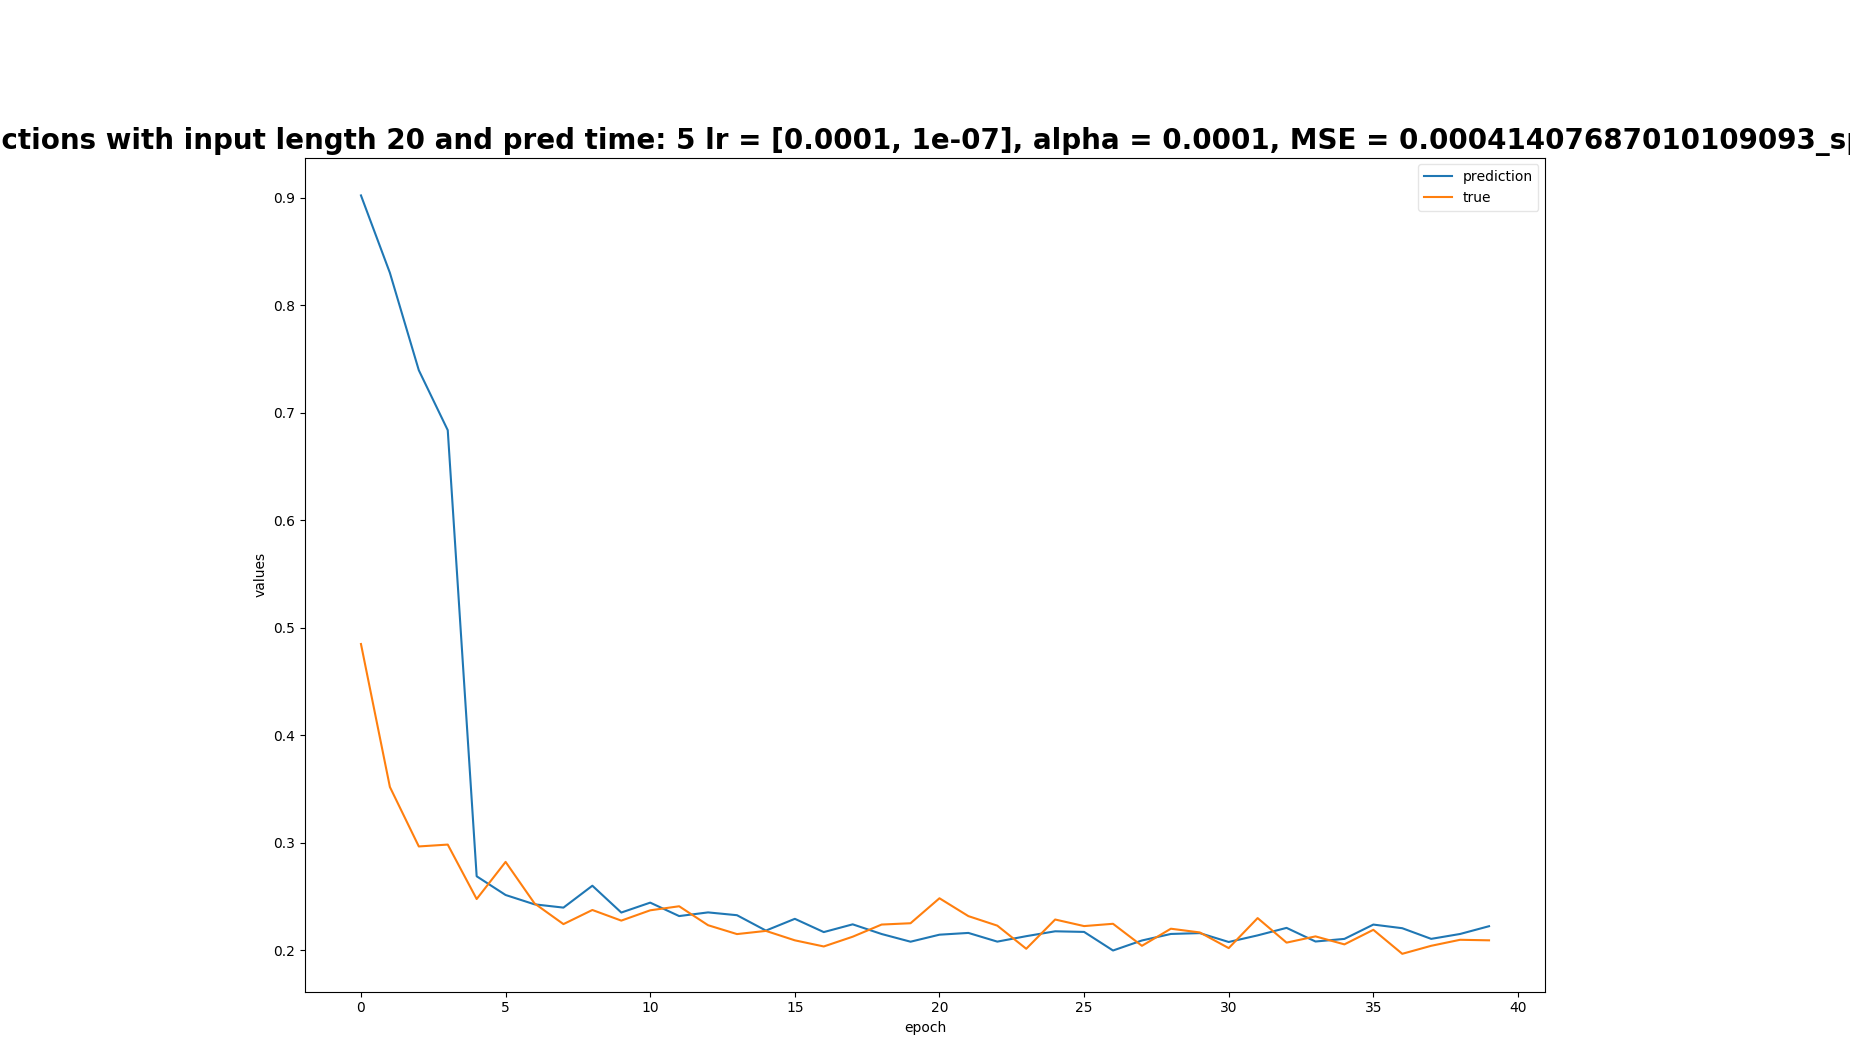 ctions with input length 20 and pred time: 5 lr = [0.0001, 1e-07], alpha = 0.0001, MSE = 0.00041407687010109093_s
prediction
true
0.9
0.8
0.7
0.6
0.5
0.4
0.3
0.2
values
0 5 10 15 20 25 30 35 40
epoch